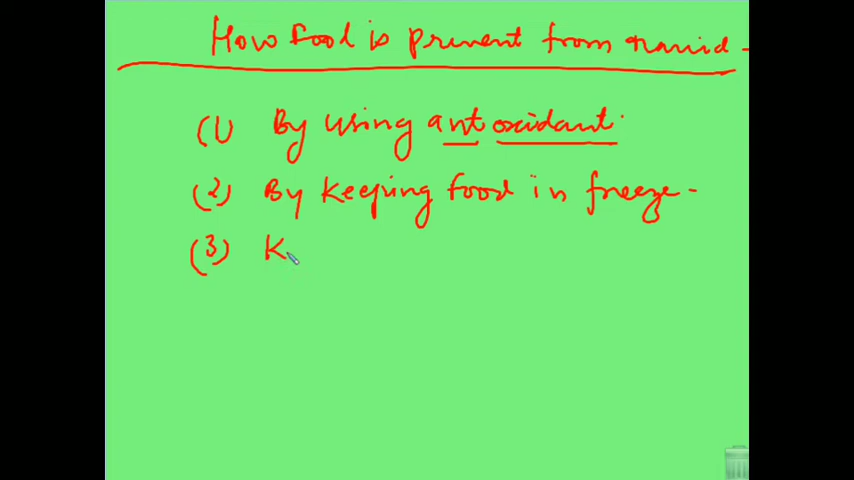 How food is prevent from rancid -
(1) By using antoxidant.
(2) By keeping food in freeze -
(3) K